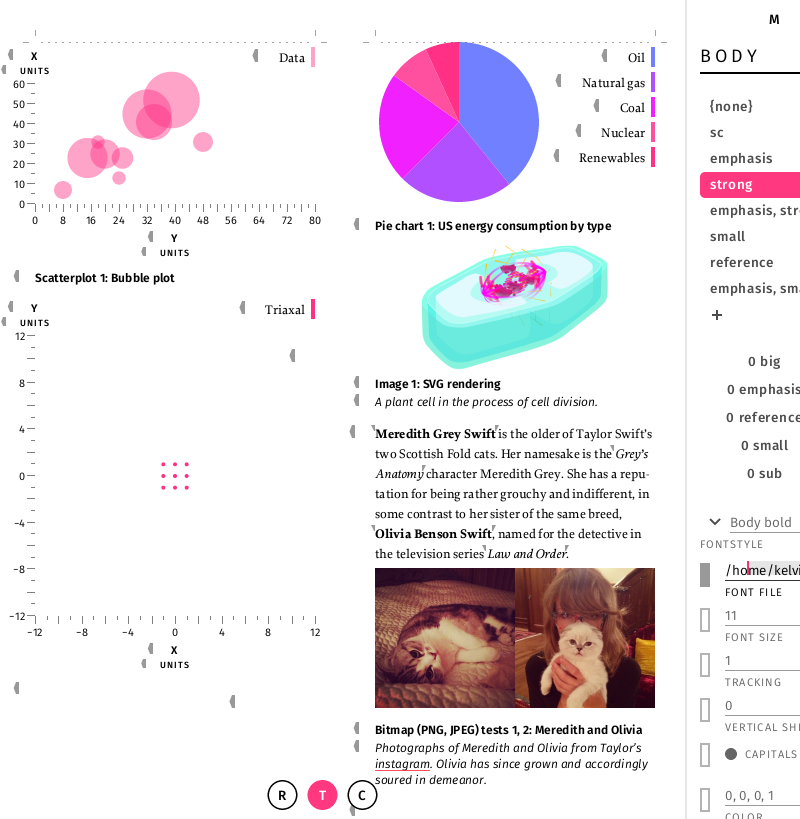 X
UNITS
Data
60
50
40
30
20
10
0
0 8 16 24 32 40 48 56 64 72 80
Y
UNITS
Scatterplot 1: Bubble plot
Y
UNITS
Triaxal
12
8
4
0
−4
−8
−12
−12 −8 −4 0 4 8 12
X
UNITS
Oil
Natural gas
Coal
Nuclear
Renewables
Pie chart 1: US energy consumption by type
Image 1: SVG rendering
A plant cell in the process of cell division.
Meredith Grey Swift is the older of Taylor Swift’s
two Scottish Fold cats. Her namesake is the Grey’s
Anatomy character Meredith Grey. She has a repu-
tation for being rather grouchy and indifferent, in
some contrast to her sister of the same breed,
Olivia Benson Swift, named for the detective in
the television series Law and Order.
Bitmap (PNG, JPEG) tests 1, 2: Meredith and Olivia
Photographs of Meredith and Olivia from Taylor’s
instagram. Olivia has since grown and accordingly
soured in demeanor.
R T C
M
BODY
{none}
sc
emphasis
strong
emphasis, stro
small
reference
emphasis, sma
+
0 big
0 emphasis
0 reference
0 small
0 sub
Body bold
FONTSTYLE
/home/kelvi
FONT FILE
11
FONT SIZE
1
TRACKING
0
VERTICAL SHI
CAPITALS
0, 0, 0, 1
COLOR